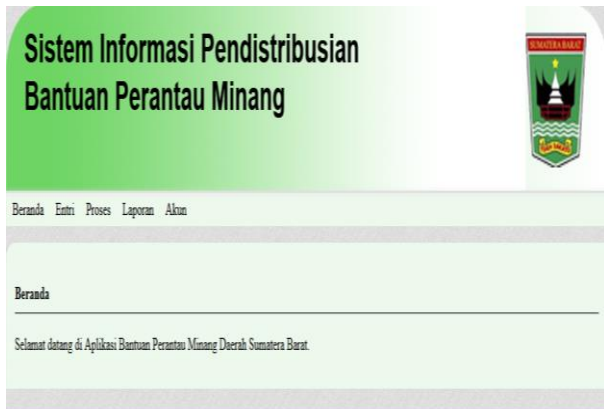 Sistem Informasi Pendistribusian
Bantuan Perantau Minang
SUMATERA BARAT
Beranda Entri Proses Laporan Akun
Beranda
Selamat datang di Aplikasi Bantuan Perantau Minang Daerah Sumatera Barat.